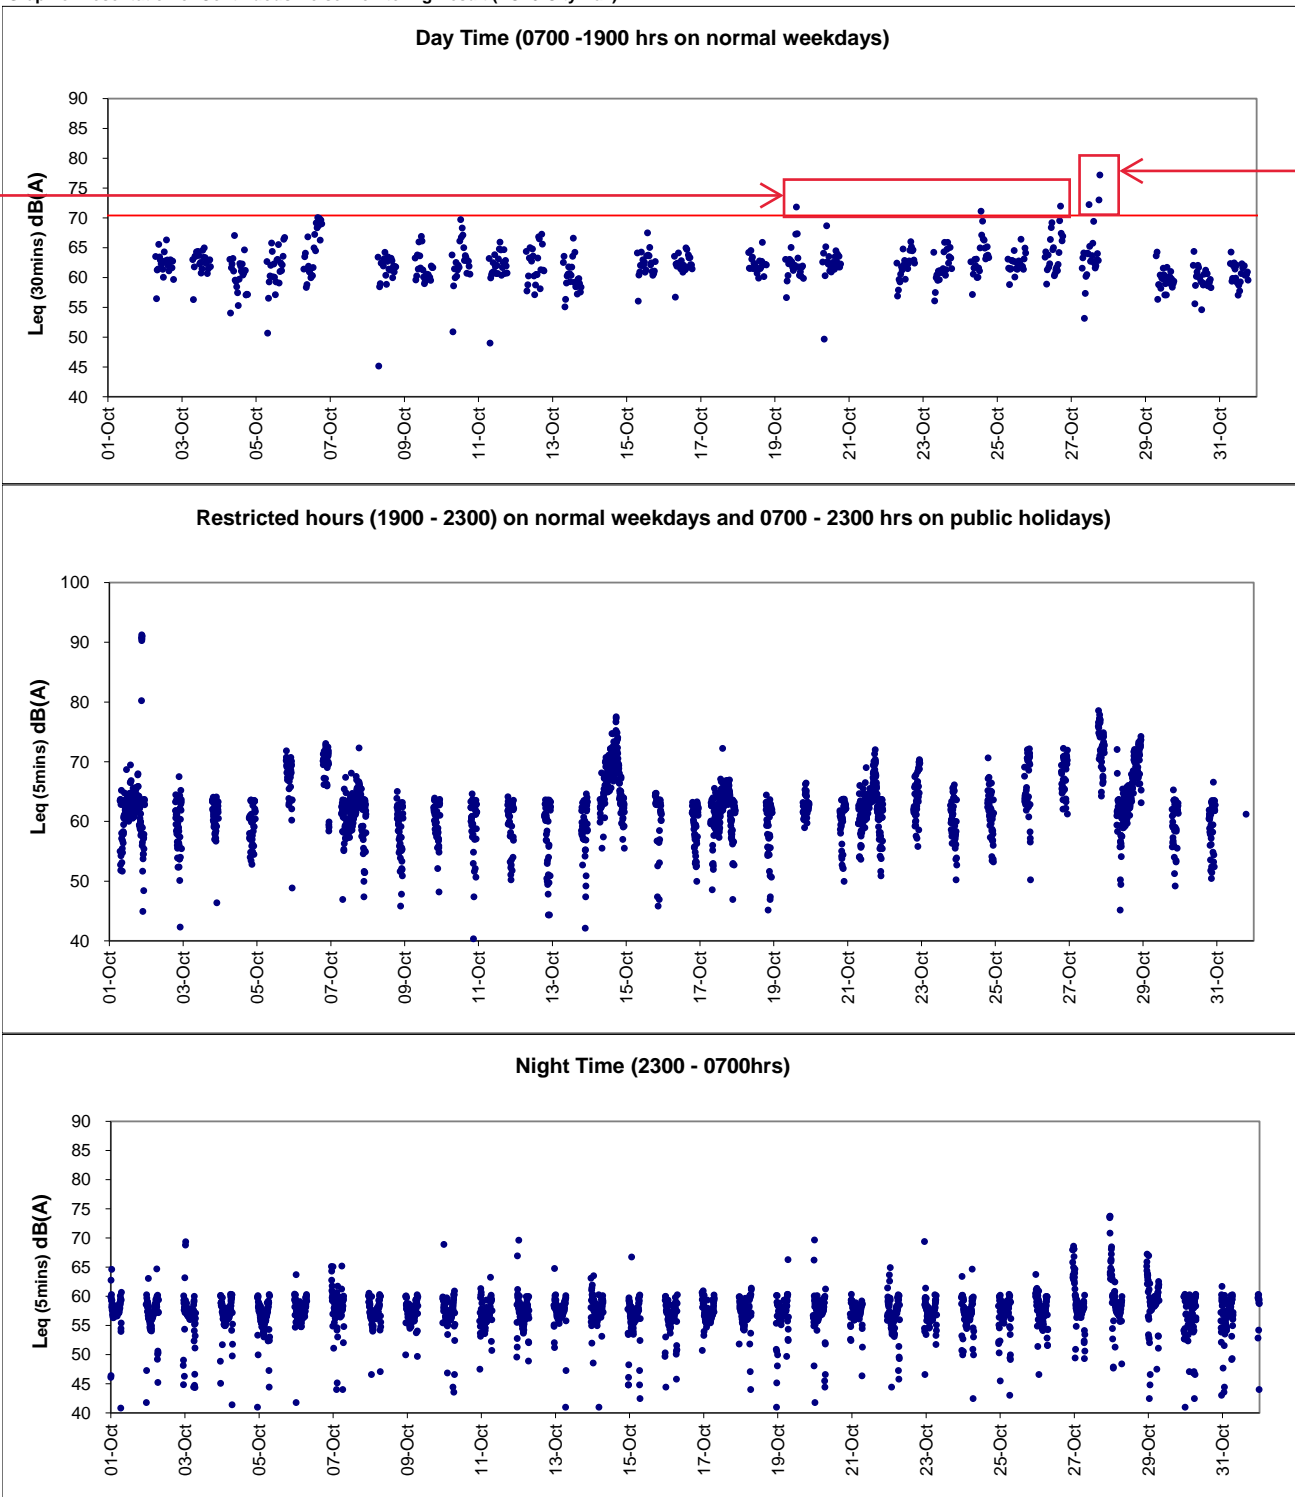 Day Time (0700 -1900 hrs on normal weekdays)
Leq (30mins) dB(A)
90
85
80
75
70
65
60
55
50
45
40
01-Oct
03-Oct
05-Oct
07-Oct
09-Oct
11-Oct
13-Oct
15-Oct
17-Oct
19-Oct
21-Oct
23-Oct
25-Oct
27-Oct
29-Oct
31-Oct
Restricted hours (1900 - 2300) on normal weekdays and 0700 - 2300 hrs on public holidays)
Leq (5mins) dB(A)
100
90
80
70
60
50
40
01-Oct
03-Oct
05-Oct
07-Oct
09-Oct
11-Oct
13-Oct
15-Oct
17-Oct
19-Oct
21-Oct
23-Oct
25-Oct
27-Oct
29-Oct
31-Oct
Night Time (2300 - 0700hrs)
Leq (5mins) dB(A)
90
85
80
75
70
65
60
55
50
45
40
01-Oct
03-Oct
05-Oct
07-Oct
09-Oct
11-Oct
13-Oct
15-Oct
17-Oct
19-Oct
21-Oct
23-Oct
25-Oct
27-Oct
29-Oct
31-Oct